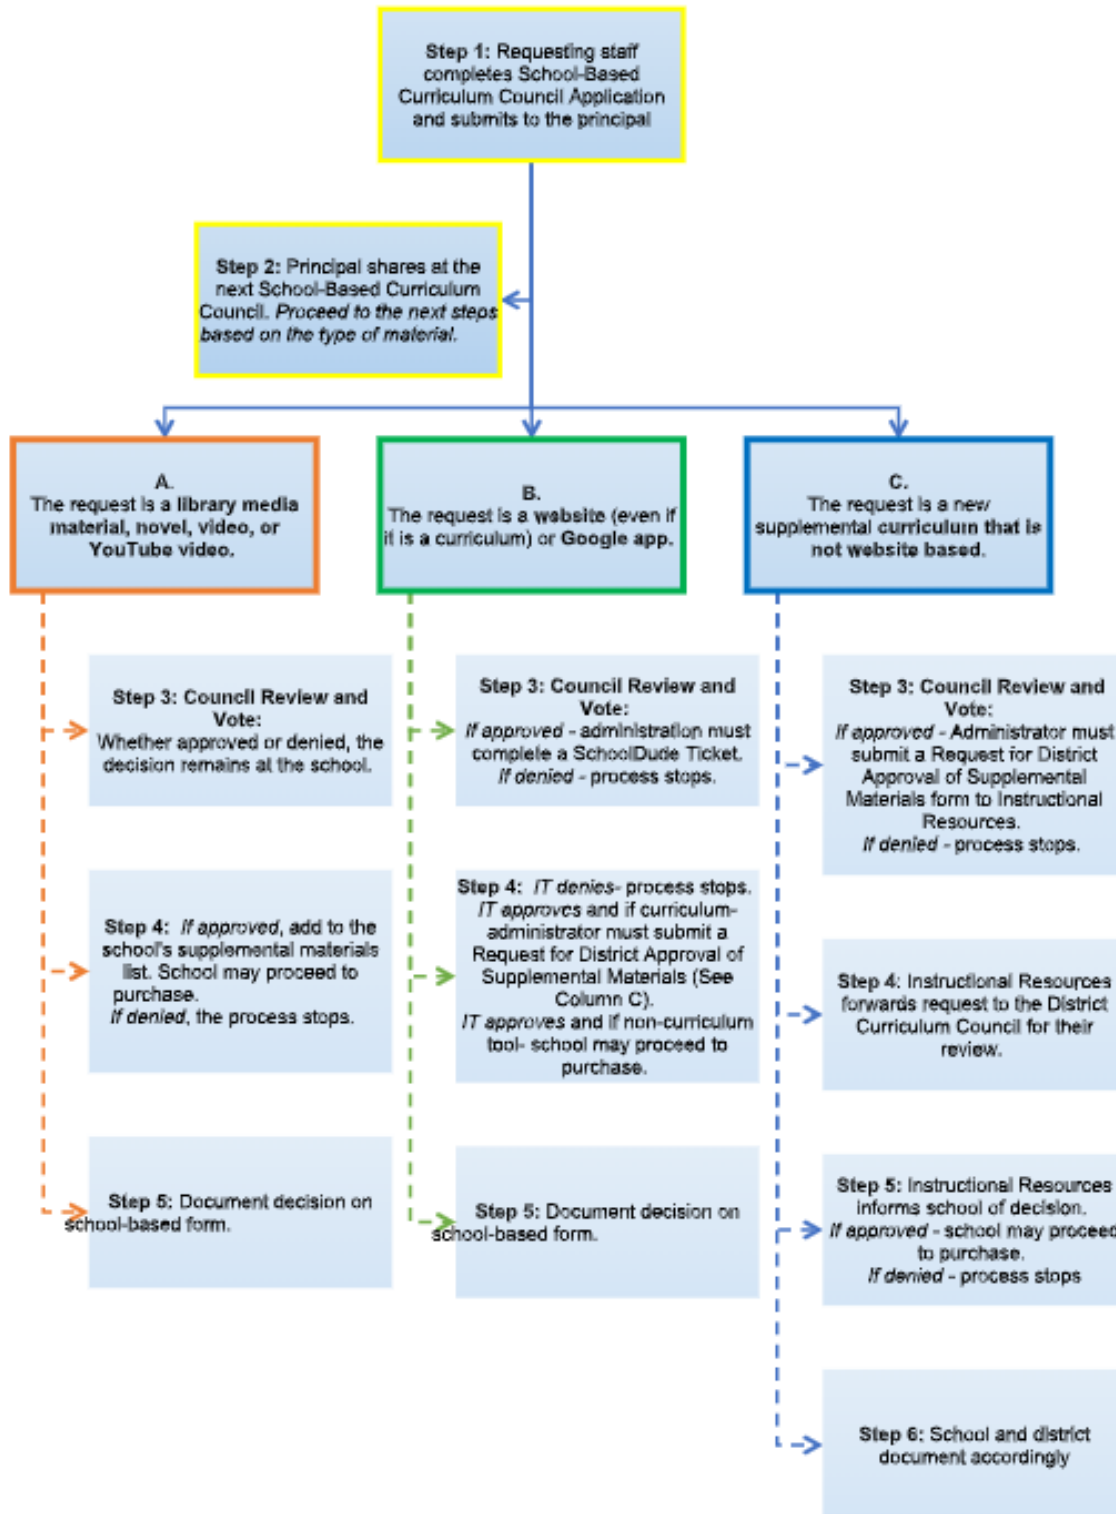 Step 1: Requesting staff
completes School-Based
Curriculum Council Application
and submits to the principal
Step 2: Principal shares at the
next School-Based Curriculum
Council. Proceed to the next steps
based on the type of material.
A.
The request is a library media
material, novel, video, or
YouTube video.
B.
The request is a website (even if
it is a curriculum) or Google app.
C.
The request is a new
supplemental curriculum that is
not website based.
Step 3: Council Review and
Vote:
Whether approved or denied, the
decision remains at the school.
Step 4: If approved, add to the
school's supplemental materials
list. School may proceed to
purchase.
If denied, the process stops.
Step 5: Document decision on
school-based form.
Step 3: Council Review and
Vote:
If approved - administration must
complete a SchoolDude Ticket.
If denied - process stops.
Step 4: IT denies- process stops.
IT approves and if curriculum-
administrator must submit a
Request for District Approval of
Supplemental Materials (See
Column C).
IT approves and if non-curriculum
tool- school may proceed to
purchase.
Step 5: Document decision on
school-based form.
Step 3: Council Review and
Vote:
If approved - Administrator must
submit a Request for District
Approval of Supplemental
Materials form to Instructional
Resources.
If denied - process stops.
Step 4: Instructional Resources
forwards request to the District
Curriculum Council for their
review.
Step 5: Instructional Resources
informs school of decision.
If approved - school may proceed
to purchase.
If denied - process stops
Step 6: School and district
document accordingly